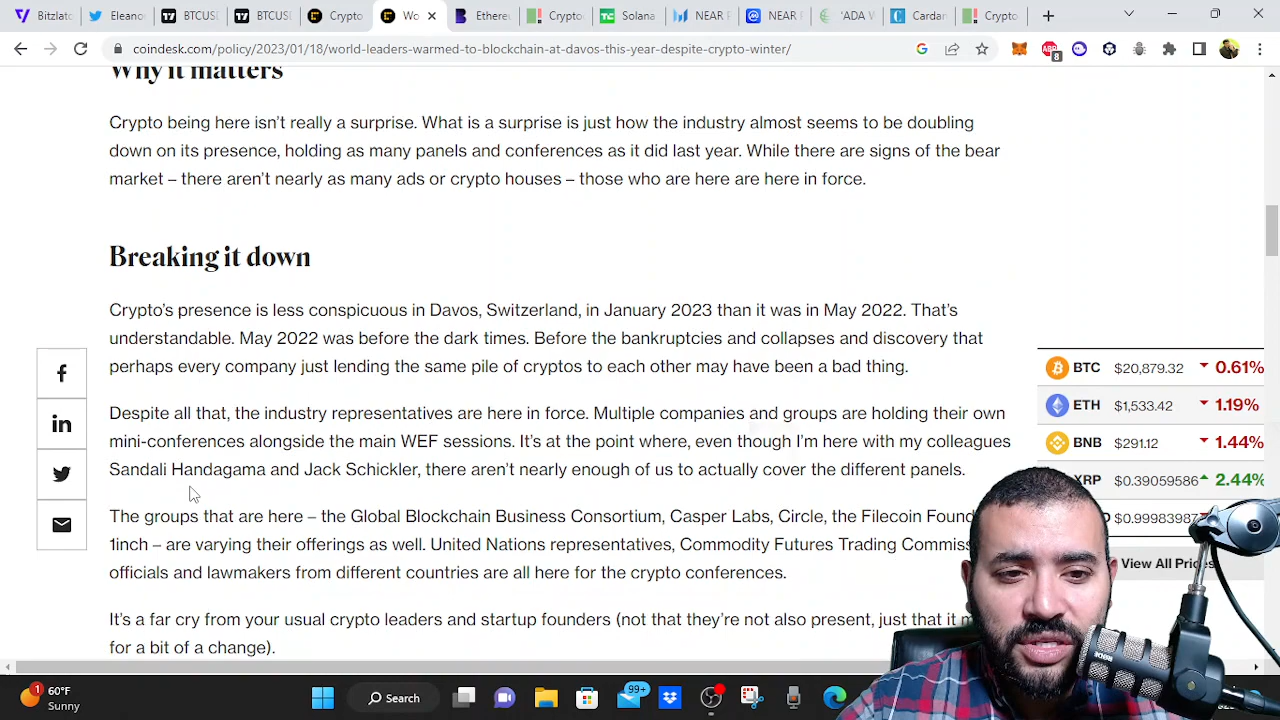 Bitzlato
Eleano
BTCUSD
BTCUSD
Crypto
Wo
Ethere
Crypto
Solana
NEAR P
NEAR P
'ADA W
Cardan
Crypto
coindesk.com/policy/2023/01/18/world-leaders-warmed-to-blockchain-at-davos-this-year-despite-crypto-winter/
8
Why it matters
Crypto being here isn't really a surprise. What is a surprise is just how the industry almost seems to be doubling
down on its presence, holding as many panels and conferences as it did last year. While there are signs of the bear
market – there aren't nearly as many ads or crypto houses – those who are here are here in force.
Breaking it down
Crypto's presence is less conspicuous in Davos, Switzerland, in January 2023 than it was in May 2022. That's
understandable. May 2022 was before the dark times. Before the bankruptcies and collapses and discovery that
perhaps every company just lending the same pile of cryptos to each other may have been a bad thing.
Despite all that, the industry representatives are here in force. Multiple companies and groups are holding their own
mini-conferences alongside the main WEF sessions. It's at the point where, even though I'm here with my colleagues
Sandali Handagama and Jack Schickler, there aren't nearly enough of us to actually cover the different panels.
The groups that are here – the Global Blockchain Business Consortium, Casper Labs, Circle, the Filecoin Found
1inch – are varying their offerings as well. United Nations representatives, Commodity Futures Trading Commiss
officials and lawmakers from different countries are all here for the crypto conferences.
It's a far cry from your usual crypto leaders and startup founders (not that they're not also present, just that it m
for a bit of a change).
BTC $20,879.32 0.61%
ETH $1,533.42 1.19%
BNB $291.12 1.44%
XRP $0.39059586 2.44%
$0.99983987
View All Prices
1
60°F
Sunny
Search
99+